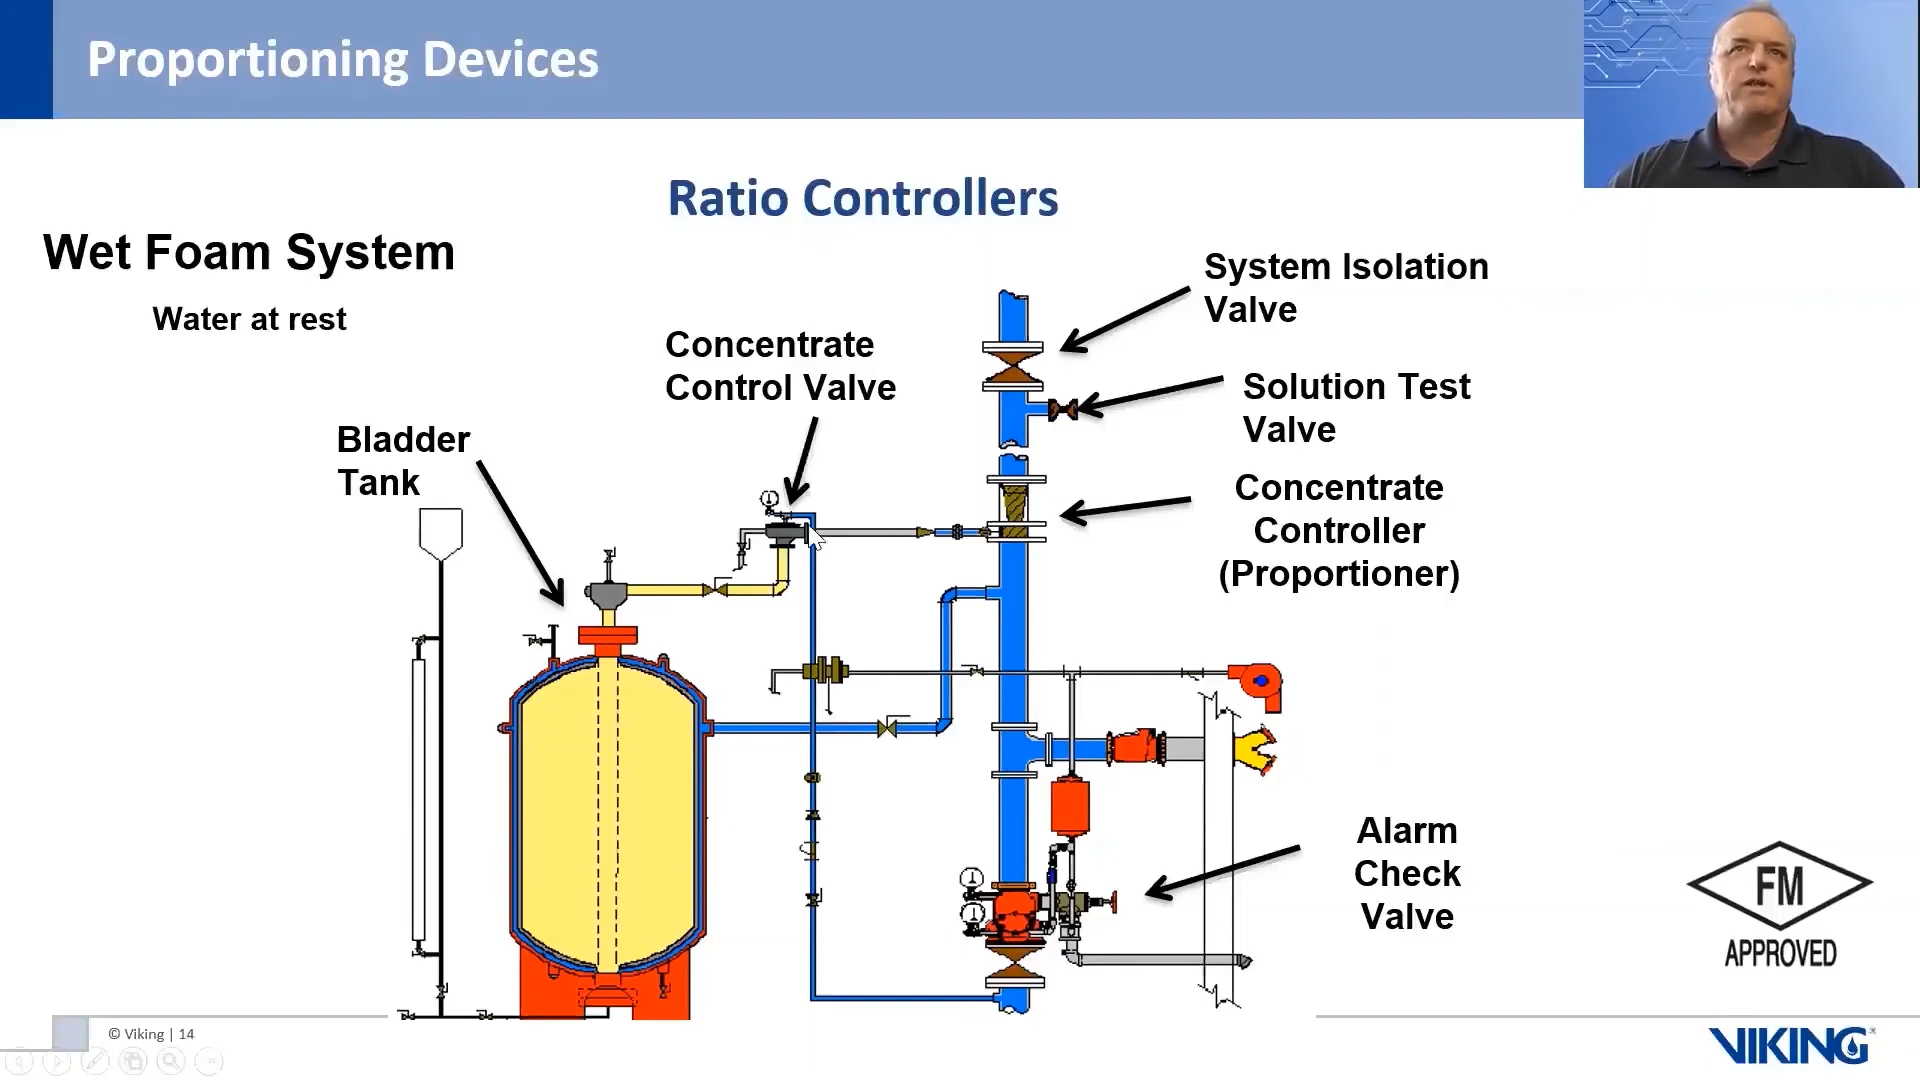 Proportioning Devices
Ratio Controllers
Wet Foam System
Water at rest
System Isolation
Valve
Concentrate
Control Valve
Solution Test
Valve
Bladder
Tank
Concentrate
Controller
(Proportioner)
Alarm
Check
Valve
FM
APPROVED
© Viking | 14
VIKING